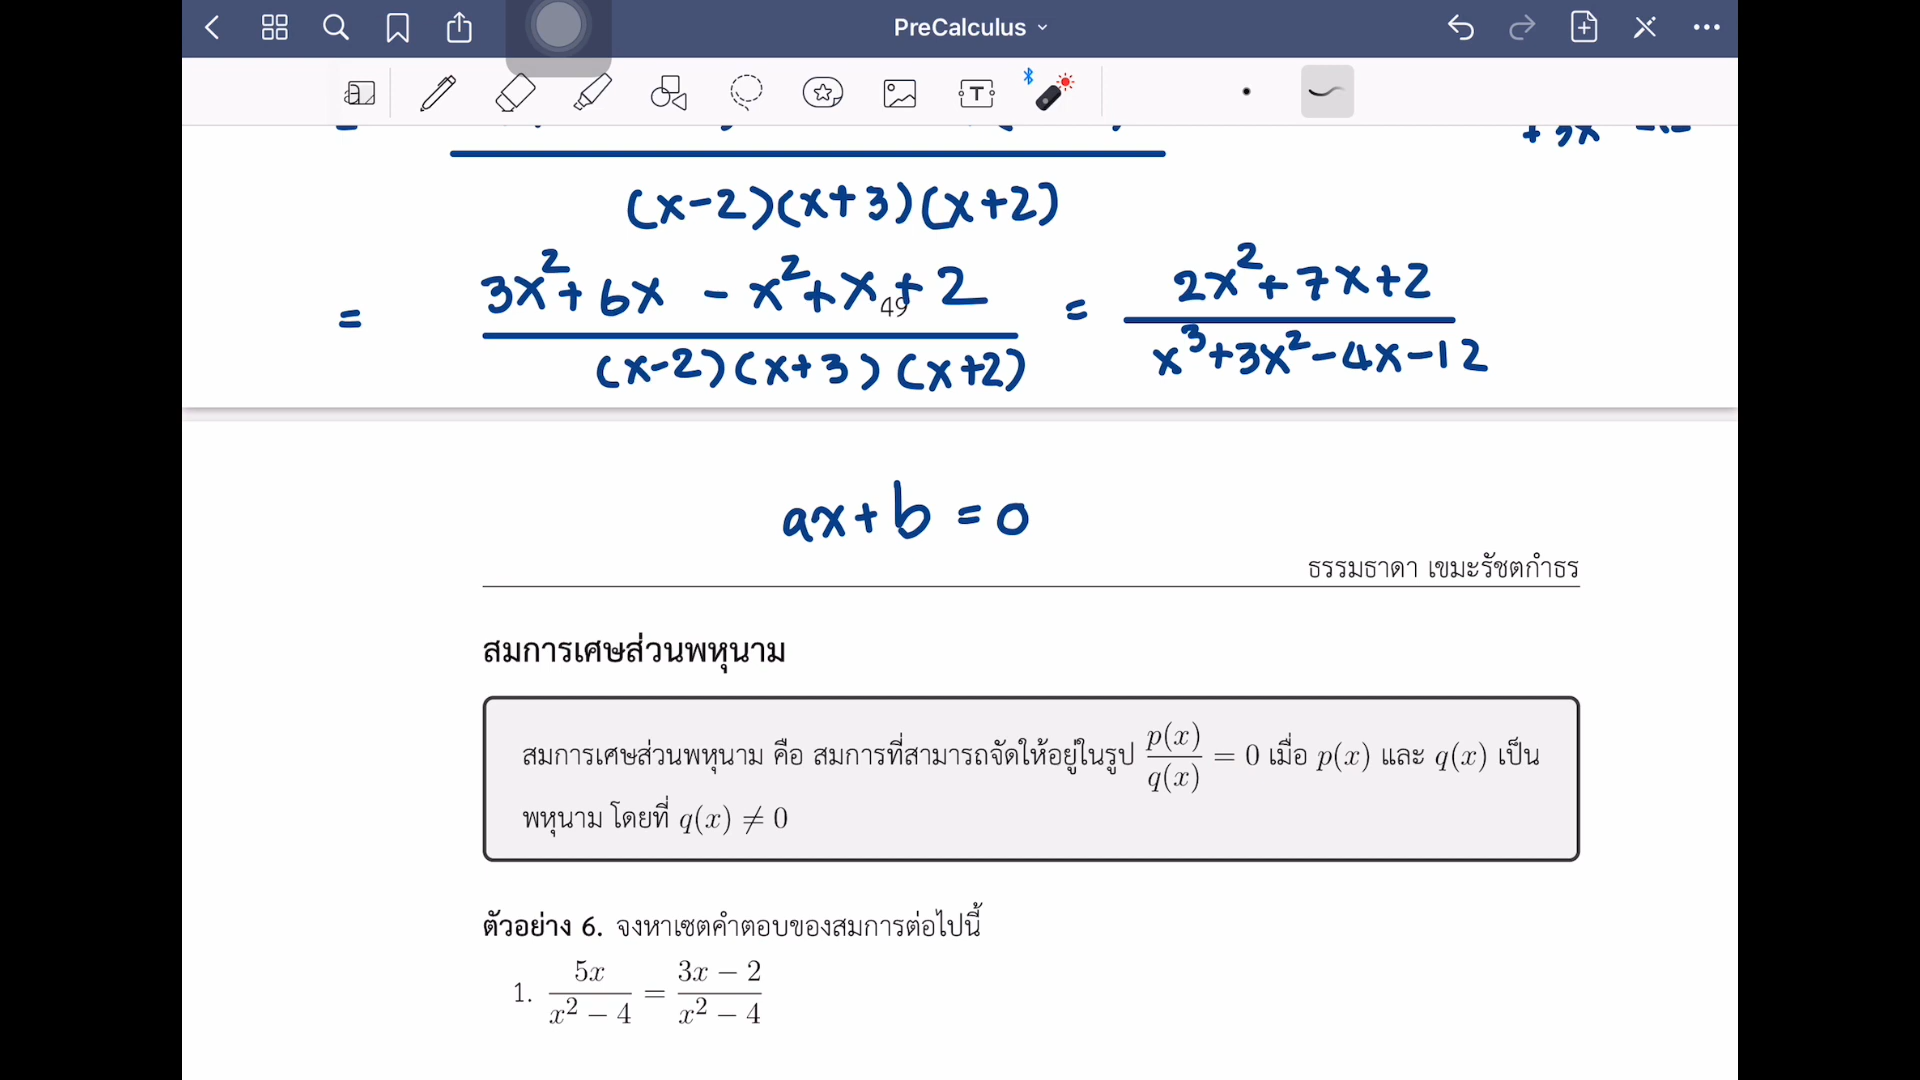 PreCalculus
(x-2)(x+3)(x+2)
= 3x²+6x - x²+x+2 / (x-2)(x+3)(x+2) = 2x²+7x+2 / x³+3x²-4x-12
49
ax+b = 0
ธรรมธาดา เขมะรัชตกำธร
สมการเศษส่วนพหุนาม
สมการเศษส่วนพหุนาม คือ สมการที่สามารถจัดให้อยู่ในรูป p(x)/q(x) = 0 เมื่อ p(x) และ q(x) เป็น
พหุนาม โดยที่ q(x) ≠ 0
ตัวอย่าง 6. จงหาเซตคำตอบของสมการต่อไปนี้
1. 5x / x² − 4 = 3x − 2 / x² − 4